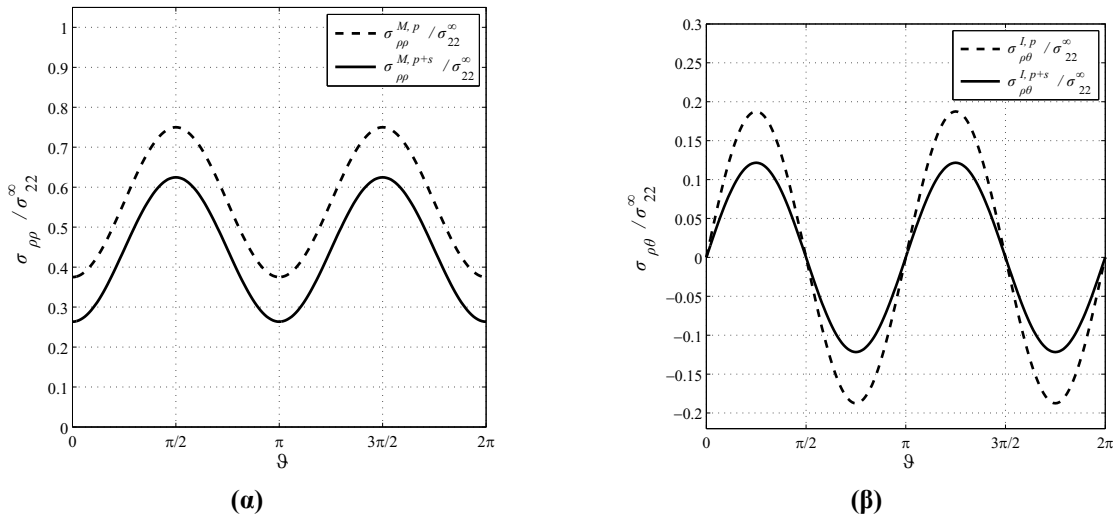 1
0.9
0.8
0.7
0.6
0.5
0.4
0.3
0.2
0.1
0
σ ρρ / σ ∞ 22
σ M, p ρρ / σ ∞ 22
σ M, p+s ρρ / σ ∞ 22
0 π/2 π 3π/2 2π
ϑ
(α)
0.3
0.25
0.2
0.15
0.1
0.05
0
−0.05
−0.1
−0.15
−0.2
σ ρθ / σ ∞ 22
σ I, p ρθ / σ ∞ 22
σ I, p+s ρθ / σ ∞ 22
0 π/2 π 3π/2 2π
ϑ
(β)